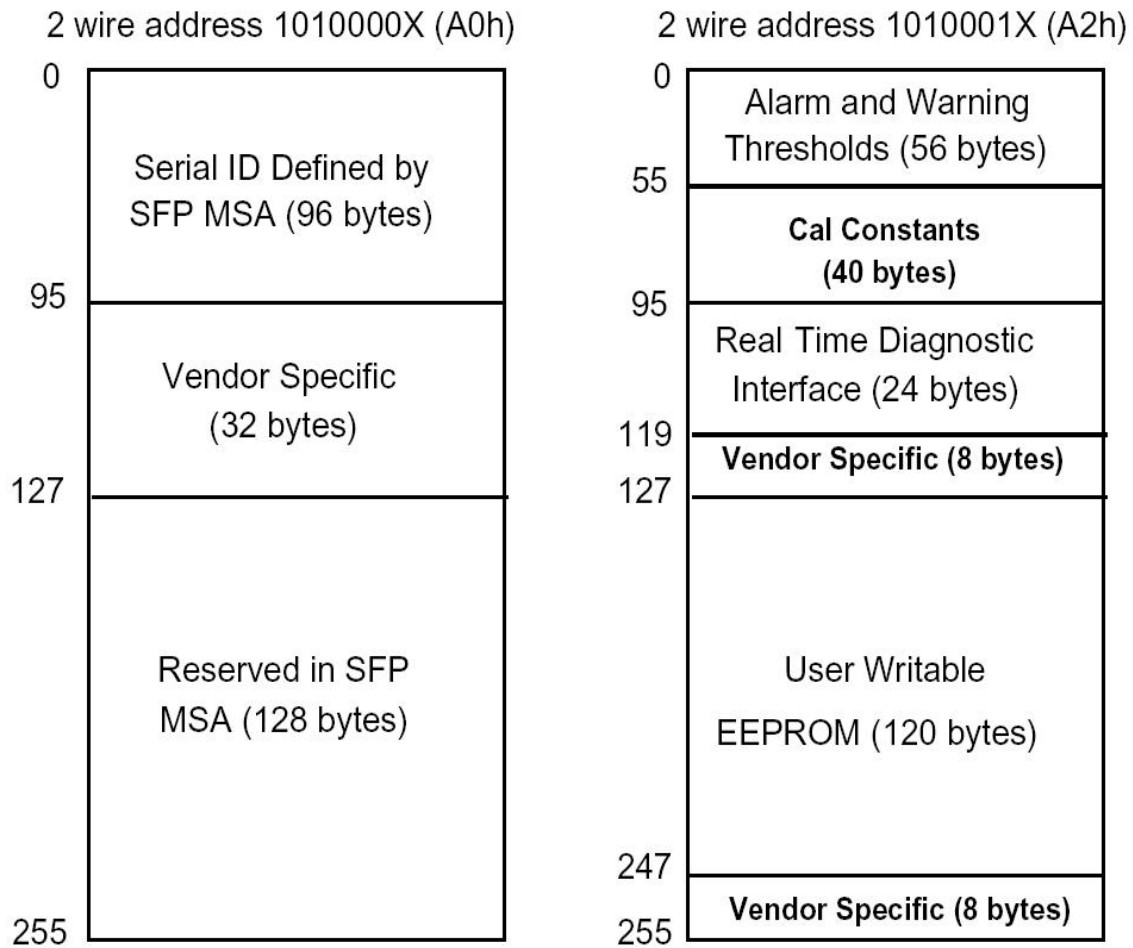 2 wire address 1010000X (A0h)
0
Serial ID Defined by
SFP MSA (96 bytes)
95
Vendor Specific
(32 bytes)
127
Reserved in SFP
MSA (128 bytes)
255
2 wire address 1010001X (A2h)
0
Alarm and Warning
Thresholds (56 bytes)
55
Cal Constants
(40 bytes)
95
Real Time Diagnostic
Interface (24 bytes)
119
Vendor Specific (8 bytes)
127
User Writable
EEPROM (120 bytes)
247
Vendor Specific (8 bytes)
255